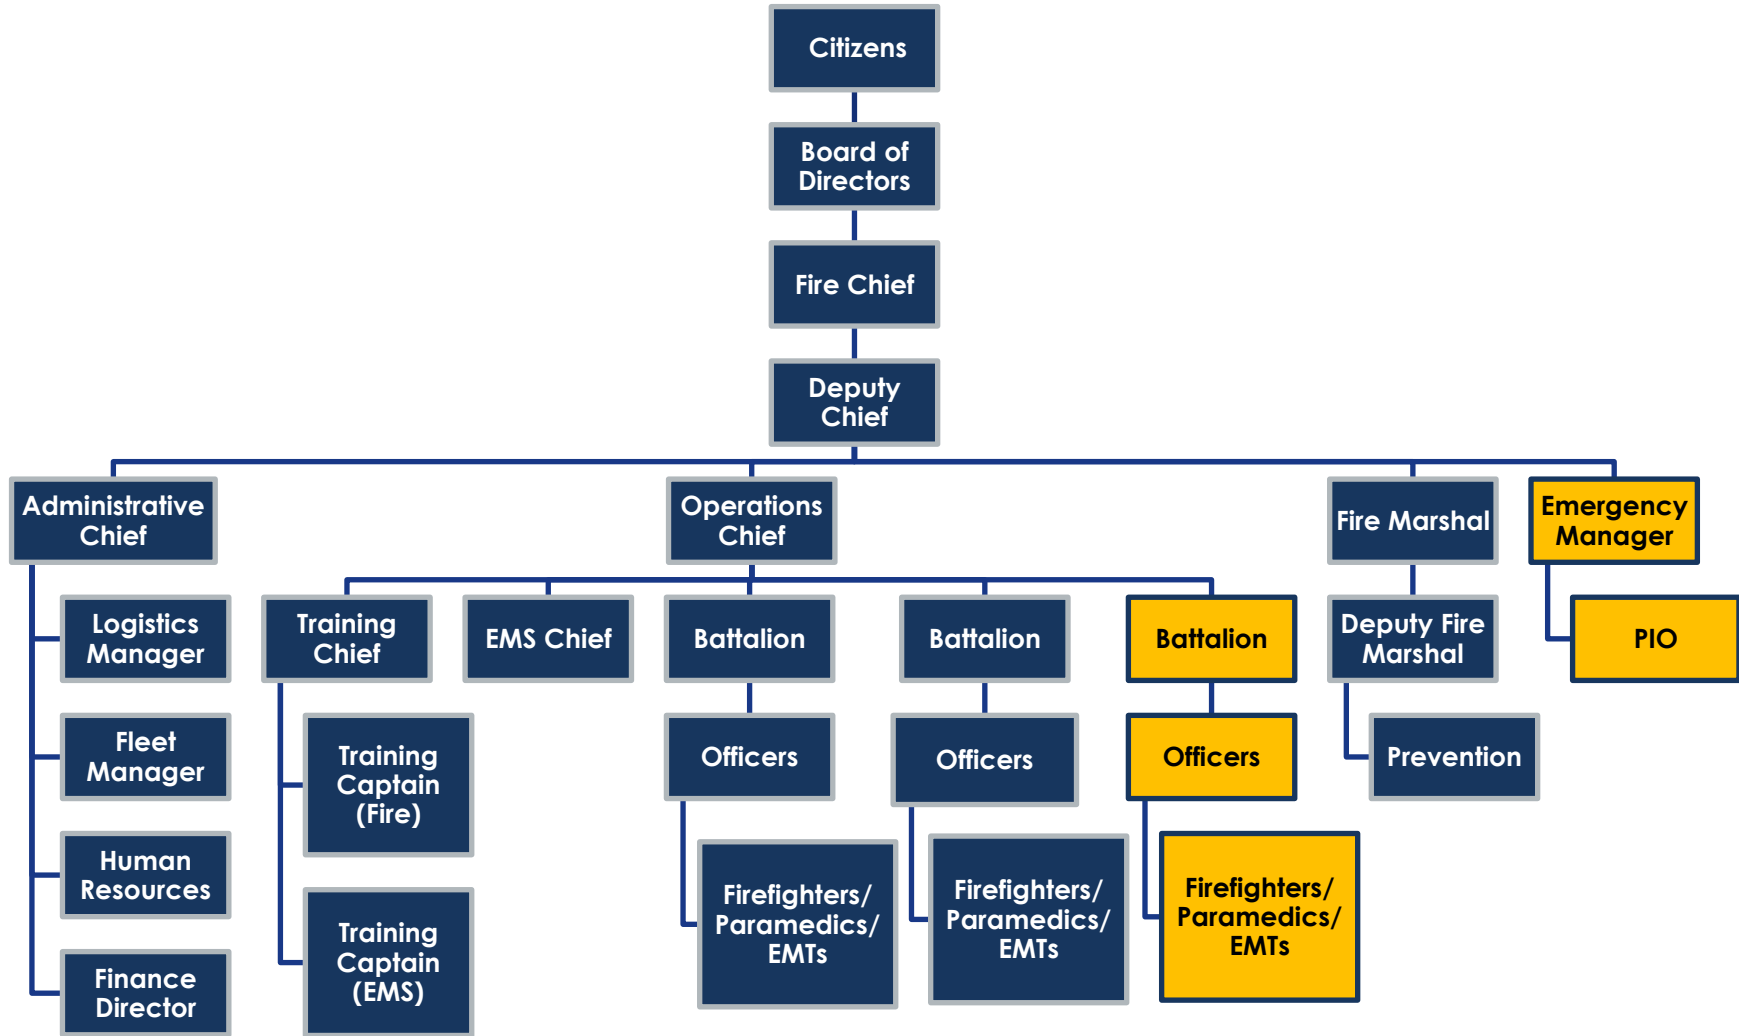 Citizens
Board of
Directors
Fire Chief
Deputy
Chief
Administrative
Chief
Operations
Chief
Fire Marshal
Emergency
Manager
Logistics
Manager
Training
Chief
EMS Chief
Battalion
Battalion
Battalion
Deputy Fire
Marshal
PIO
Fleet
Manager
Training
Captain
(Fire)
Officers
Officers
Officers
Prevention
Human
Resources
Training
Captain
(EMS)
Firefighters/
Paramedics/
EMTs
Firefighters/
Paramedics/
EMTs
Firefighters/
Paramedics/
EMTs
Finance
Director